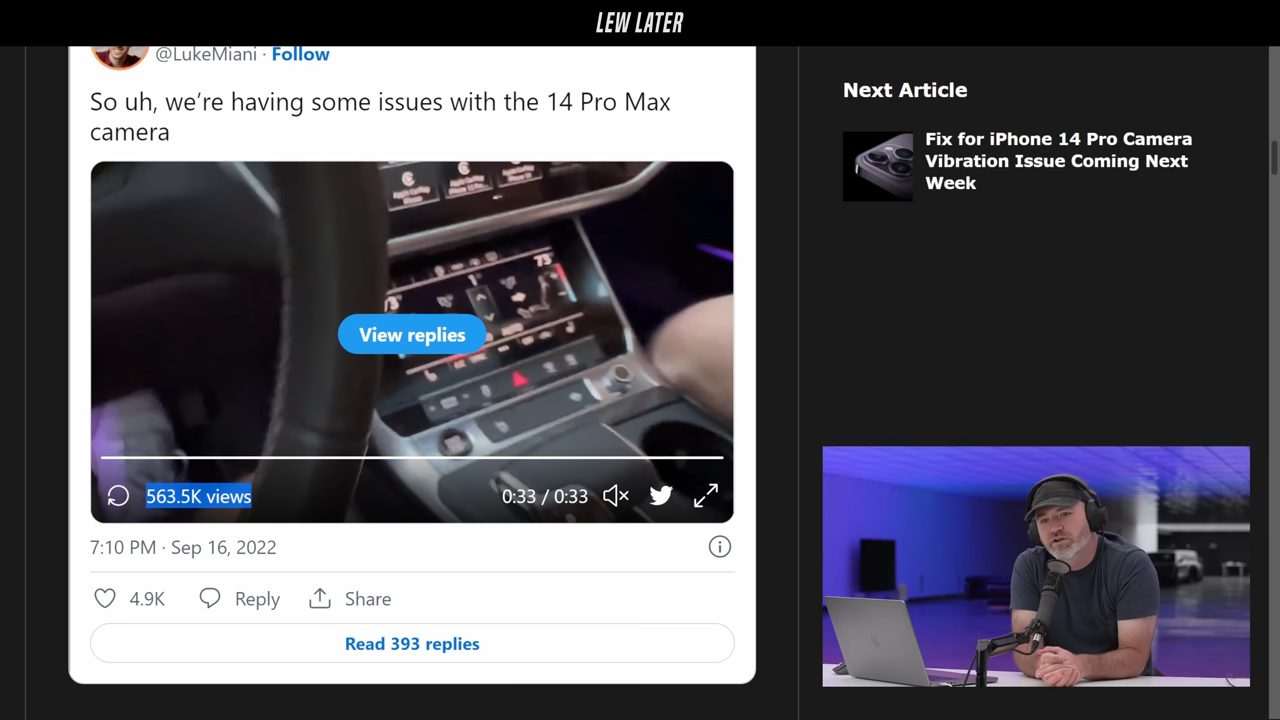 LEW LATER
@LukeMiani · Follow
So uh, we’re having some issues with the 14 Pro Max
camera
73°
View replies
563.5K views
0:33 / 0:33
7:10 PM · Sep 16, 2022
4.9K
Reply
Share
Read 393 replies
Next Article
Fix for iPhone 14 Pro Camera
Vibration Issue Coming Next
Week